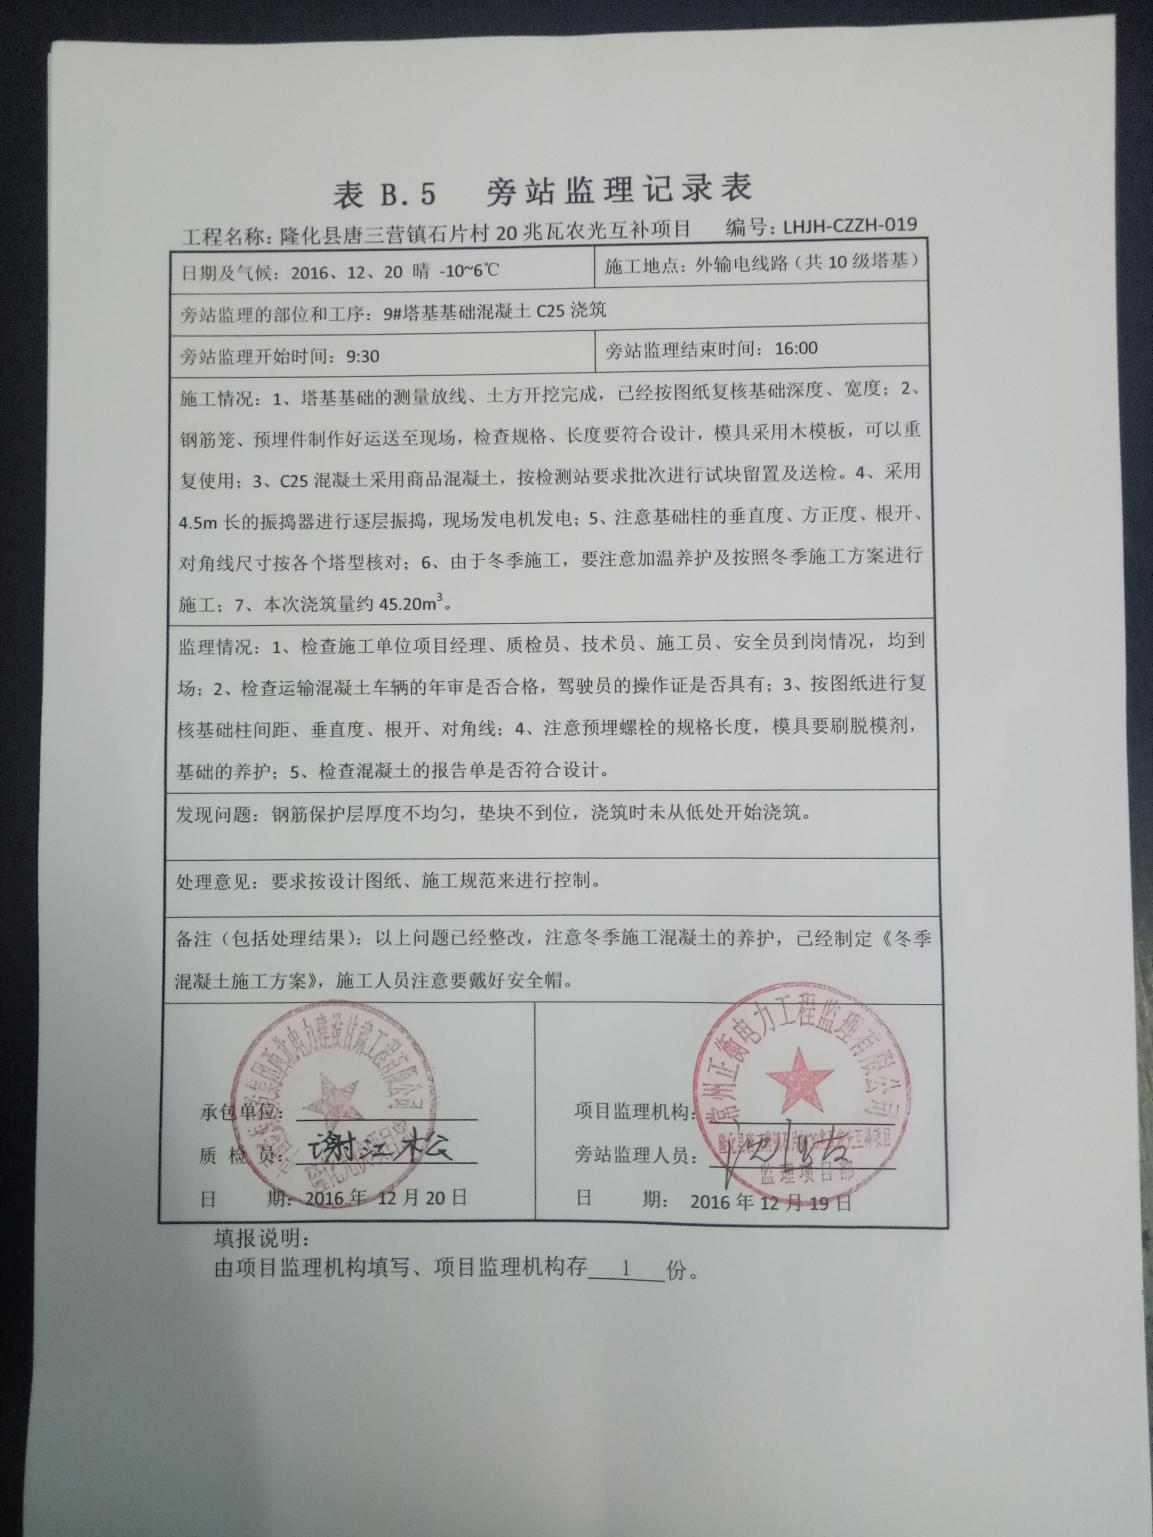 表 B.5 旁站监理记录表
工程名称：隆化县唐三营镇石片村 20 兆瓦农光互补项目 编号：LHJH-CZZH-019
日期及气候：2016、12、20 晴 -10~6℃ 施工地点：外输电线路（共 10 级塔基）
旁站监理的部位和工序：9#塔基基础混凝土 C25 浇筑
旁站监理开始时间：9:30 旁站监理结束时间：16:00
施工情况：1、塔基基础的测量放线、土方开挖完成，已经按图纸复核基础深度、宽度；2、
钢筋笼、预埋件制作好运送至现场，检查规格、长度要符合设计，模具采用木模板，可以重
复使用；3、C25 混凝土采用商品混凝土，按检测站要求批次进行试块留置及送检。4、采用
4.5m 长的振捣器进行逐层振捣，现场发电机发电；5、注意基础柱的垂直度、方正度、根开、
对角线尺寸按各个塔型核对；6、由于冬季施工，要注意加温养护及按照冬季施工方案进行
施工；7、本次浇筑量约 45.20m³。
监理情况：1、检查施工单位项目经理、质检员、技术员、施工员、安全员到岗情况，均到
场；2、检查运输混凝土车辆的年审是否合格，驾驶员的操作证是否具有；3、按图纸进行复
核基础柱间距、垂直度、根开、对角线；4、注意预埋螺栓的规格长度，模具要刷脱模剂，
基础的养护；5、检查混凝土的报告单是否符合设计。
发现问题：钢筋保护层厚度不均匀，垫块不到位，浇筑时未从低处开始浇筑。
处理意见：要求按设计图纸、施工规范来进行控制。
备注（包括处理结果）：以上问题已经整改，注意冬季施工混凝土的养护，已经制定《冬季
混凝土施工方案》，施工人员注意要戴好安全帽。
常州正衡电力工程监理有限公司
监理项目部
承包单位： 项目监理机构：
质 检 员：谢江松 旁站监理人员：
日 期：2016 年 12 月 20 日 日 期： 2016 年 12 月 19 日
填报说明：
由项目监理机构填写、项目监理机构存 1 份。